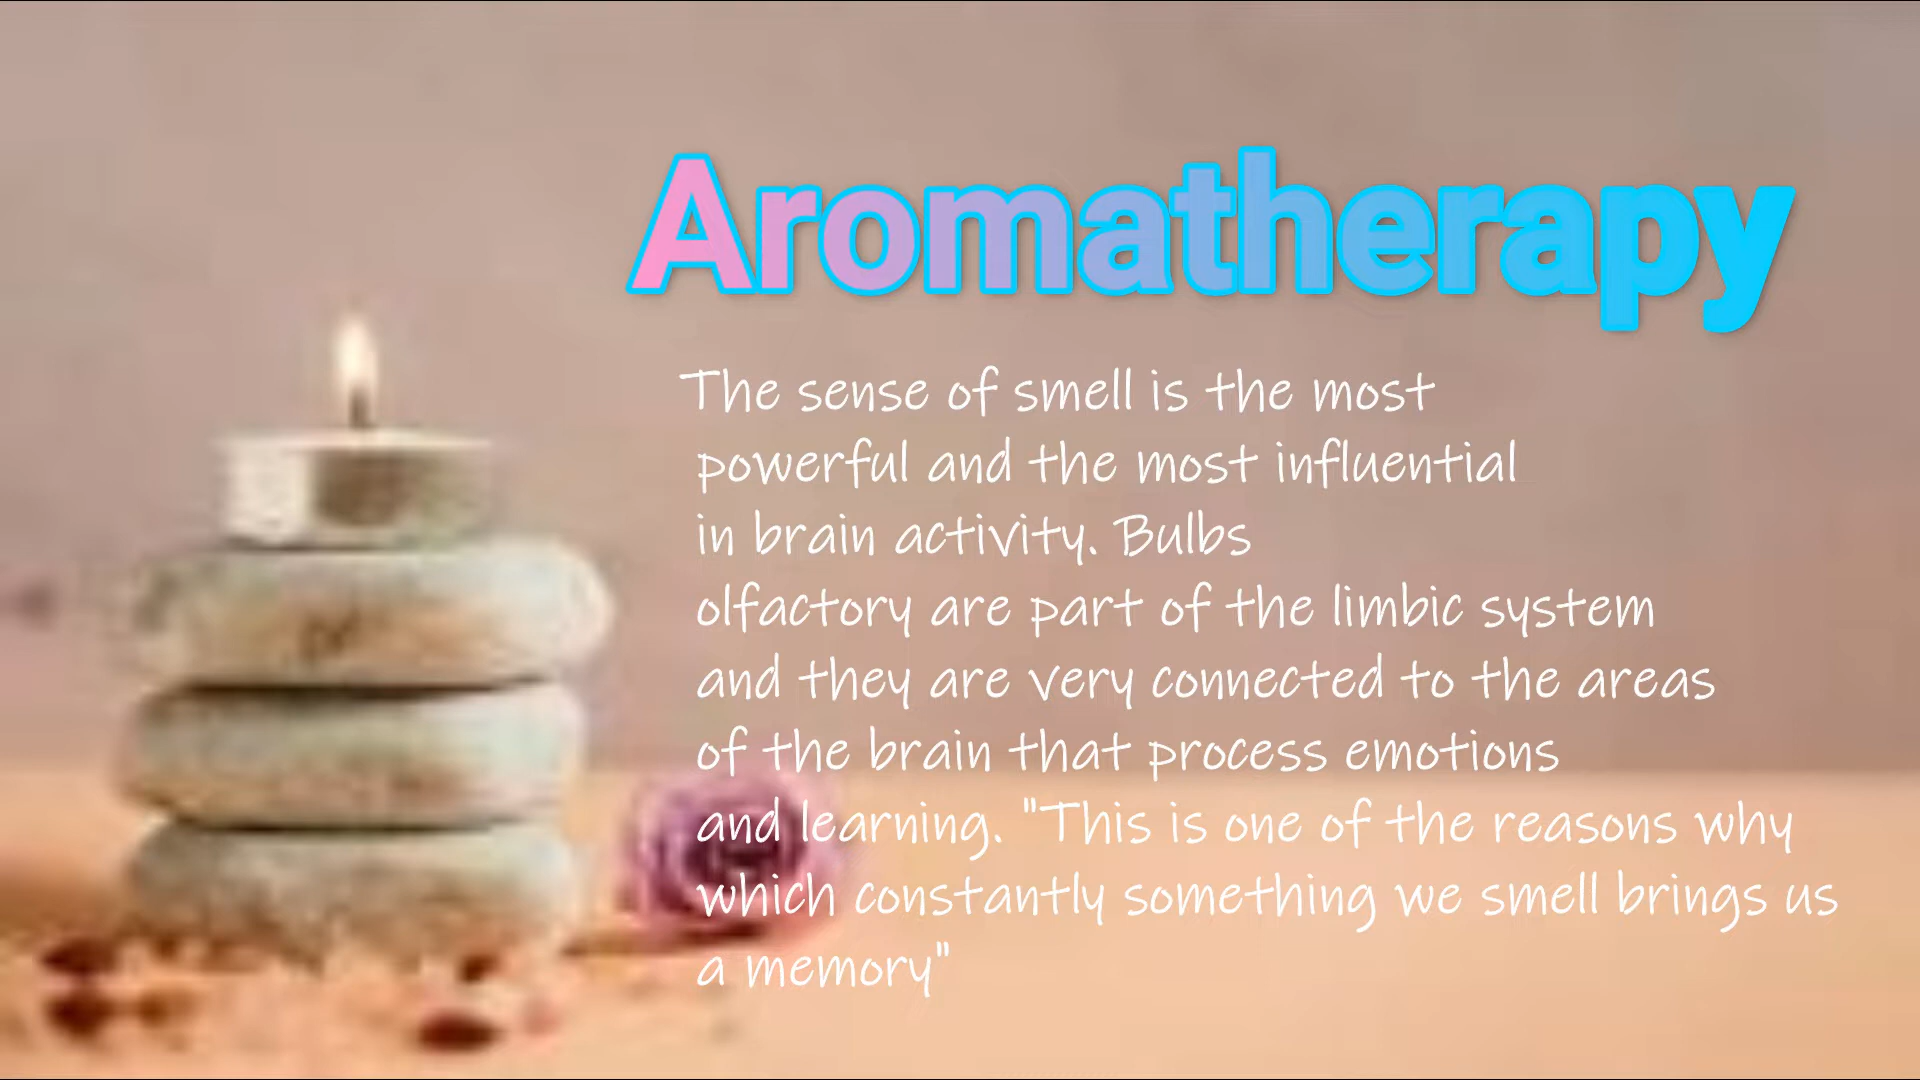 Aromatherapy
The sense of smell is the most
powerful and the most influential
in brain activity. Bulbs
olfactory are part of the limbic system
and they are very connected to the areas
of the brain that process emotions
and learning. "This is one of the reasons why
which constantly something we smell brings us
a memory"